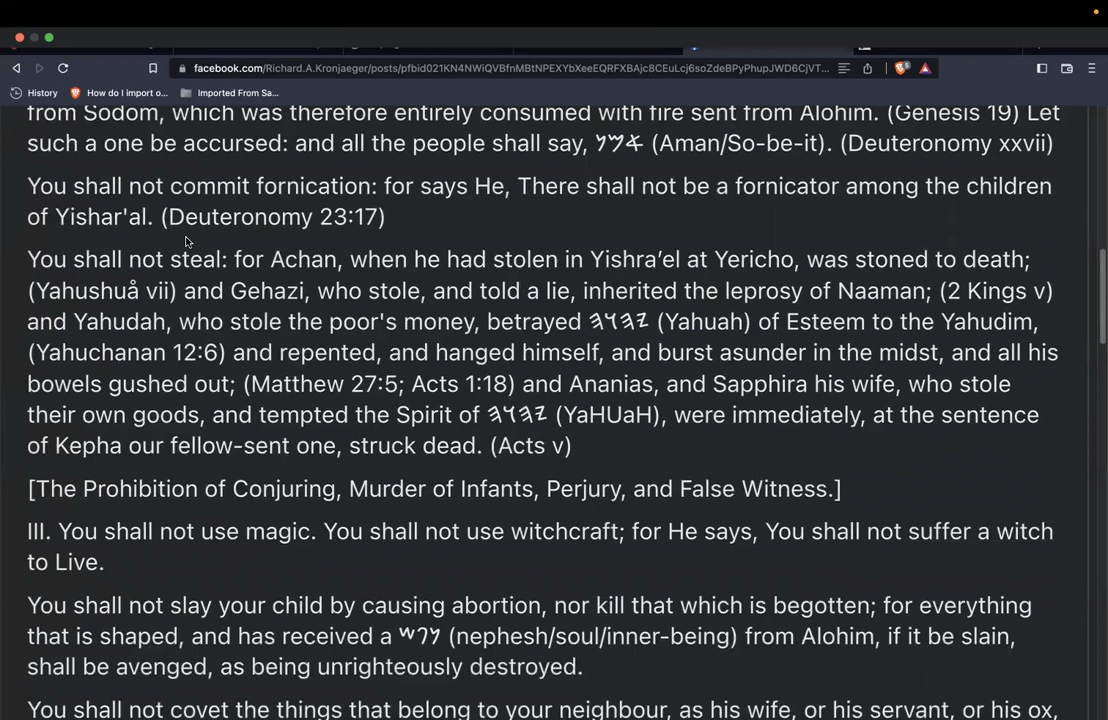 facebook.com/Richard.A.Kronjaeger/posts/pfbid021KN4NWiQVBfnMBtNPEXYbXeeEQRFXBAjc8CEuLcj6soZdeBPyPhupJWD6CjVT...
History How do I import o... Imported From Sa...
from Sodom, which was therefore entirely consumed with fire sent from Alohim. (Genesis 19) Let
such a one be accursed: and all the people shall say, 𐤀𐤌𐤍 (Aman/So-be-it). (Deuteronomy xxvii)
You shall not commit fornication: for says He, There shall not be a fornicator among the children
of Yishar'al. (Deuteronomy 23:17)
You shall not steal: for Achan, when he had stolen in Yishra’el at Yericho, was stoned to death;
(Yahushuå vii) and Gehazi, who stole, and told a lie, inherited the leprosy of Naaman; (2 Kings v)
and Yahudah, who stole the poor's money, betrayed 𐤉𐤄𐤅𐤄 (Yahuah) of Esteem to the Yahudim,
(Yahuchanan 12:6) and repented, and hanged himself, and burst asunder in the midst, and all his
bowels gushed out; (Matthew 27:5; Acts 1:18) and Ananias, and Sapphira his wife, who stole
their own goods, and tempted the Spirit of 𐤉𐤄𐤅𐤄 (YaHUaH), were immediately, at the sentence
of Kepha our fellow-sent one, struck dead. (Acts v)
[The Prohibition of Conjuring, Murder of Infants, Perjury, and False Witness.]
III. You shall not use magic. You shall not use witchcraft; for He says, You shall not suffer a witch
to Live.
You shall not slay your child by causing abortion, nor kill that which is begotten; for everything
that is shaped, and has received a 𐤍𐤐𐤔 (nephesh/soul/inner-being) from Alohim, if it be slain,
shall be avenged, as being unrighteously destroyed.
You shall not covet the things that belong to your neighbour, as his wife, or his servant, or his ox,